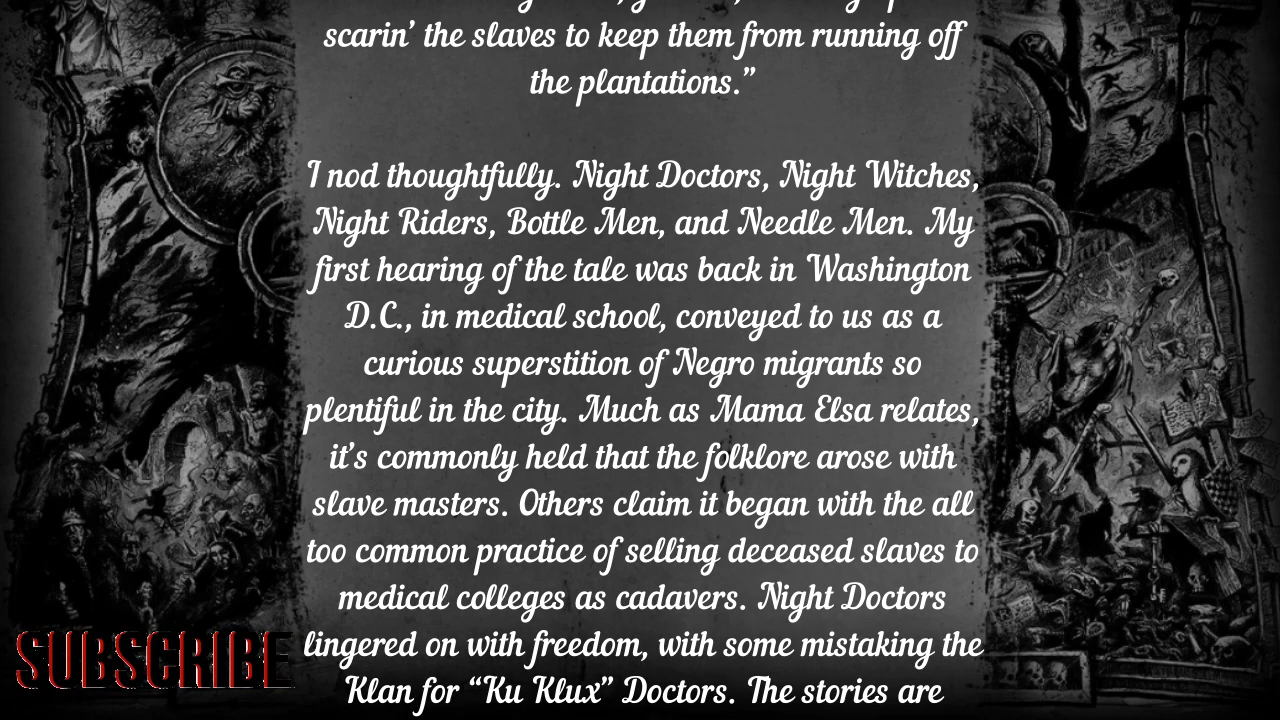 scarin’ the slaves to keep them from running off
the plantations.”
I nod thoughtfully. Night Doctors, Night Witches,
Night Riders, Bottle Men, and Needle Men. My
first hearing of the tale was back in Washington
D.C., in medical school, conveyed to us as a
curious superstition of Negro migrants so
plentiful in the city. Much as Mama Elsa relates,
it’s commonly held that the folklore arose with
slave masters. Others claim it began with the all
too common practice of selling deceased slaves to
medical colleges as cadavers. Night Doctors
lingered on with freedom, with some mistaking the
Klan for “Ku Klux” Doctors. The stories are
SUBSCRIBE